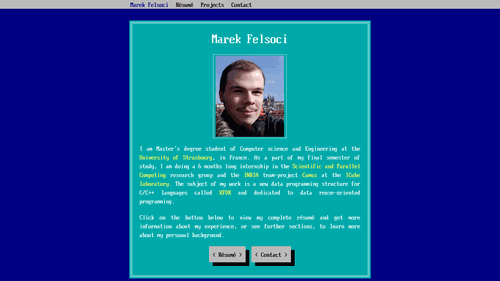 Marek Felsoci Résumé Projects Contact
Marek Felsoci
I am Master's degree student of Computer science and Engineering at the
University of Strasbourg, in France. As a part of my final semester of
study, I am doing a 6 months long internship in the Scientific and Parallel
Computing research group and the INRIA team-project Camus at the ICube
laboratory. The subject of my work is a new data programming structure for
C/C++ languages called XFOR and dedicated to data reuse-oriented
programming.
Click on the button below to view my complete résumé and get more
information about my experience, or see further sections, to learn more
about my personal background.
< Résumé > < Contact >